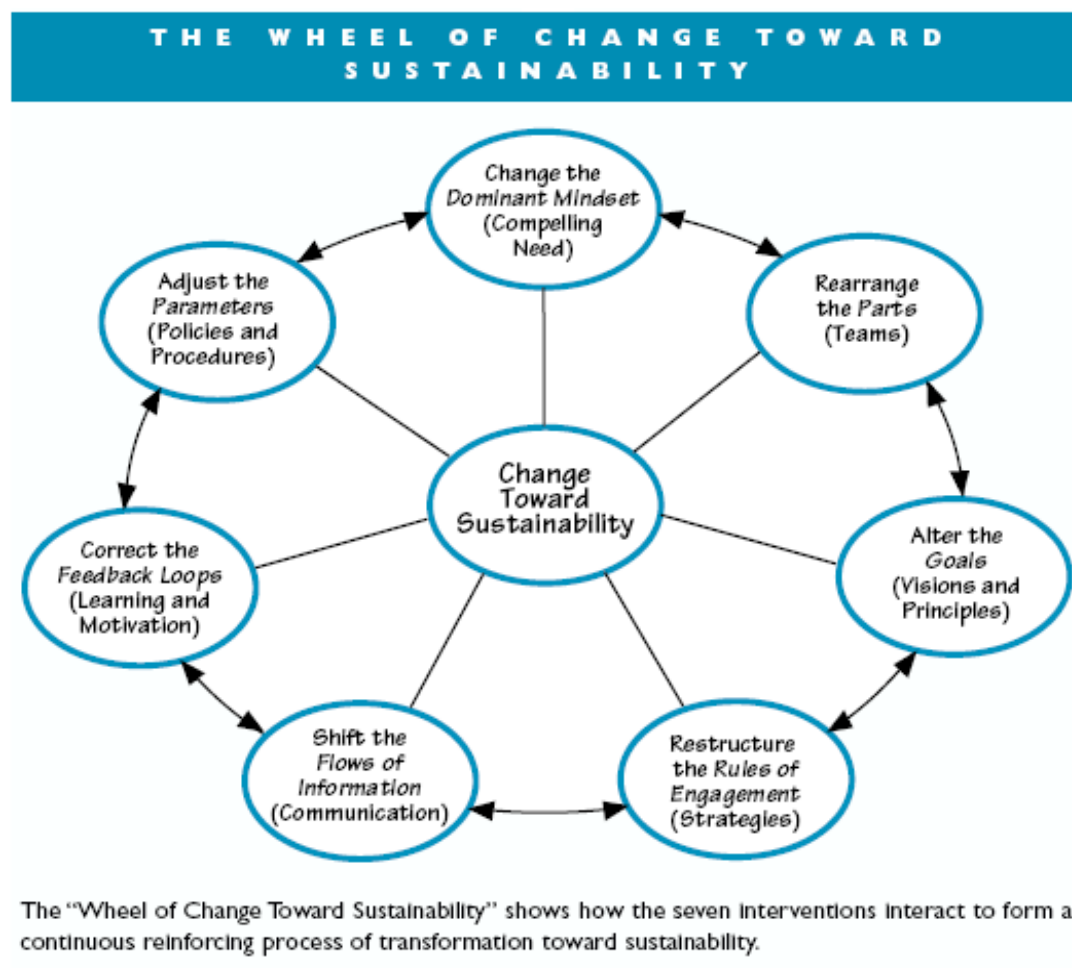 THE WHEEL OF CHANGE TOWARD
SUSTAINABILITY
Change the
Dominant Mindset
(Compelling
Need)
Rearrange
the Parts
(Teams)
Alter the
Goals
(Visions and
Principles)
Restructure
the Rules of
Engagement
(Strategies)
Shift the
Flows of
Information
(Communication)
Correct the
Feedback Loops
(Learning and
Motivation)
Adjust the
Parameters
(Policies and
Procedures)
Change
Toward
Sustainability
The “Wheel of Change Toward Sustainability” shows how the seven interventions interact to form a
continuous reinforcing process of transformation toward sustainability.